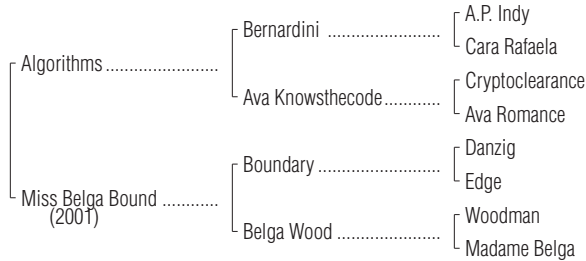 A.P. Indy
Bernardini
Cara Rafaela
Algorithms
Cryptoclearance
Ava Knowsthecode
Ava Romance
Danzig
Boundary
Edge
Miss Belga Bound
(2001)
Woodman
Belga Wood
Madame Belga